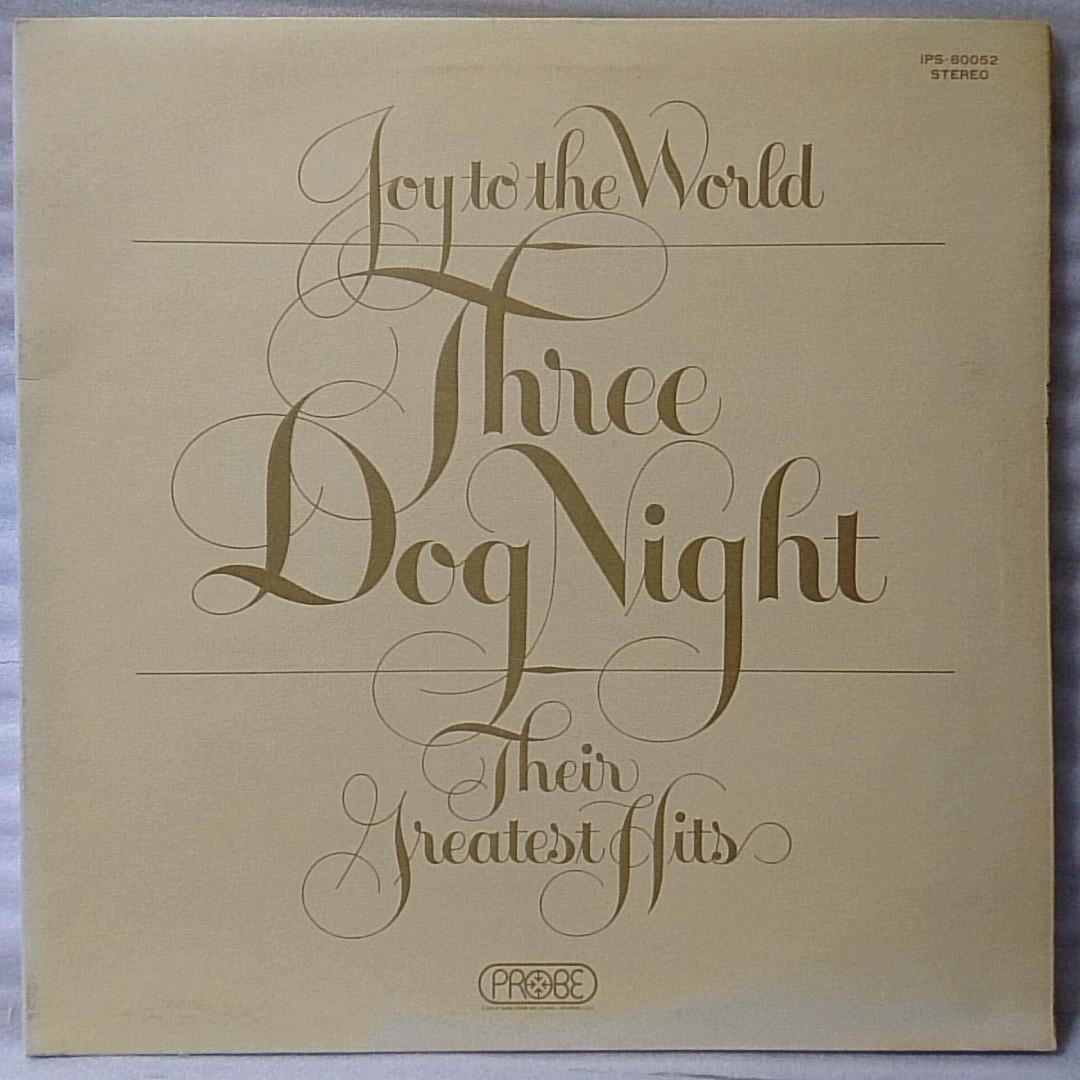 IPS-80052
STEREO
Joy to the World
Three
Dog Night
Their
Greatest Hits
PROBE